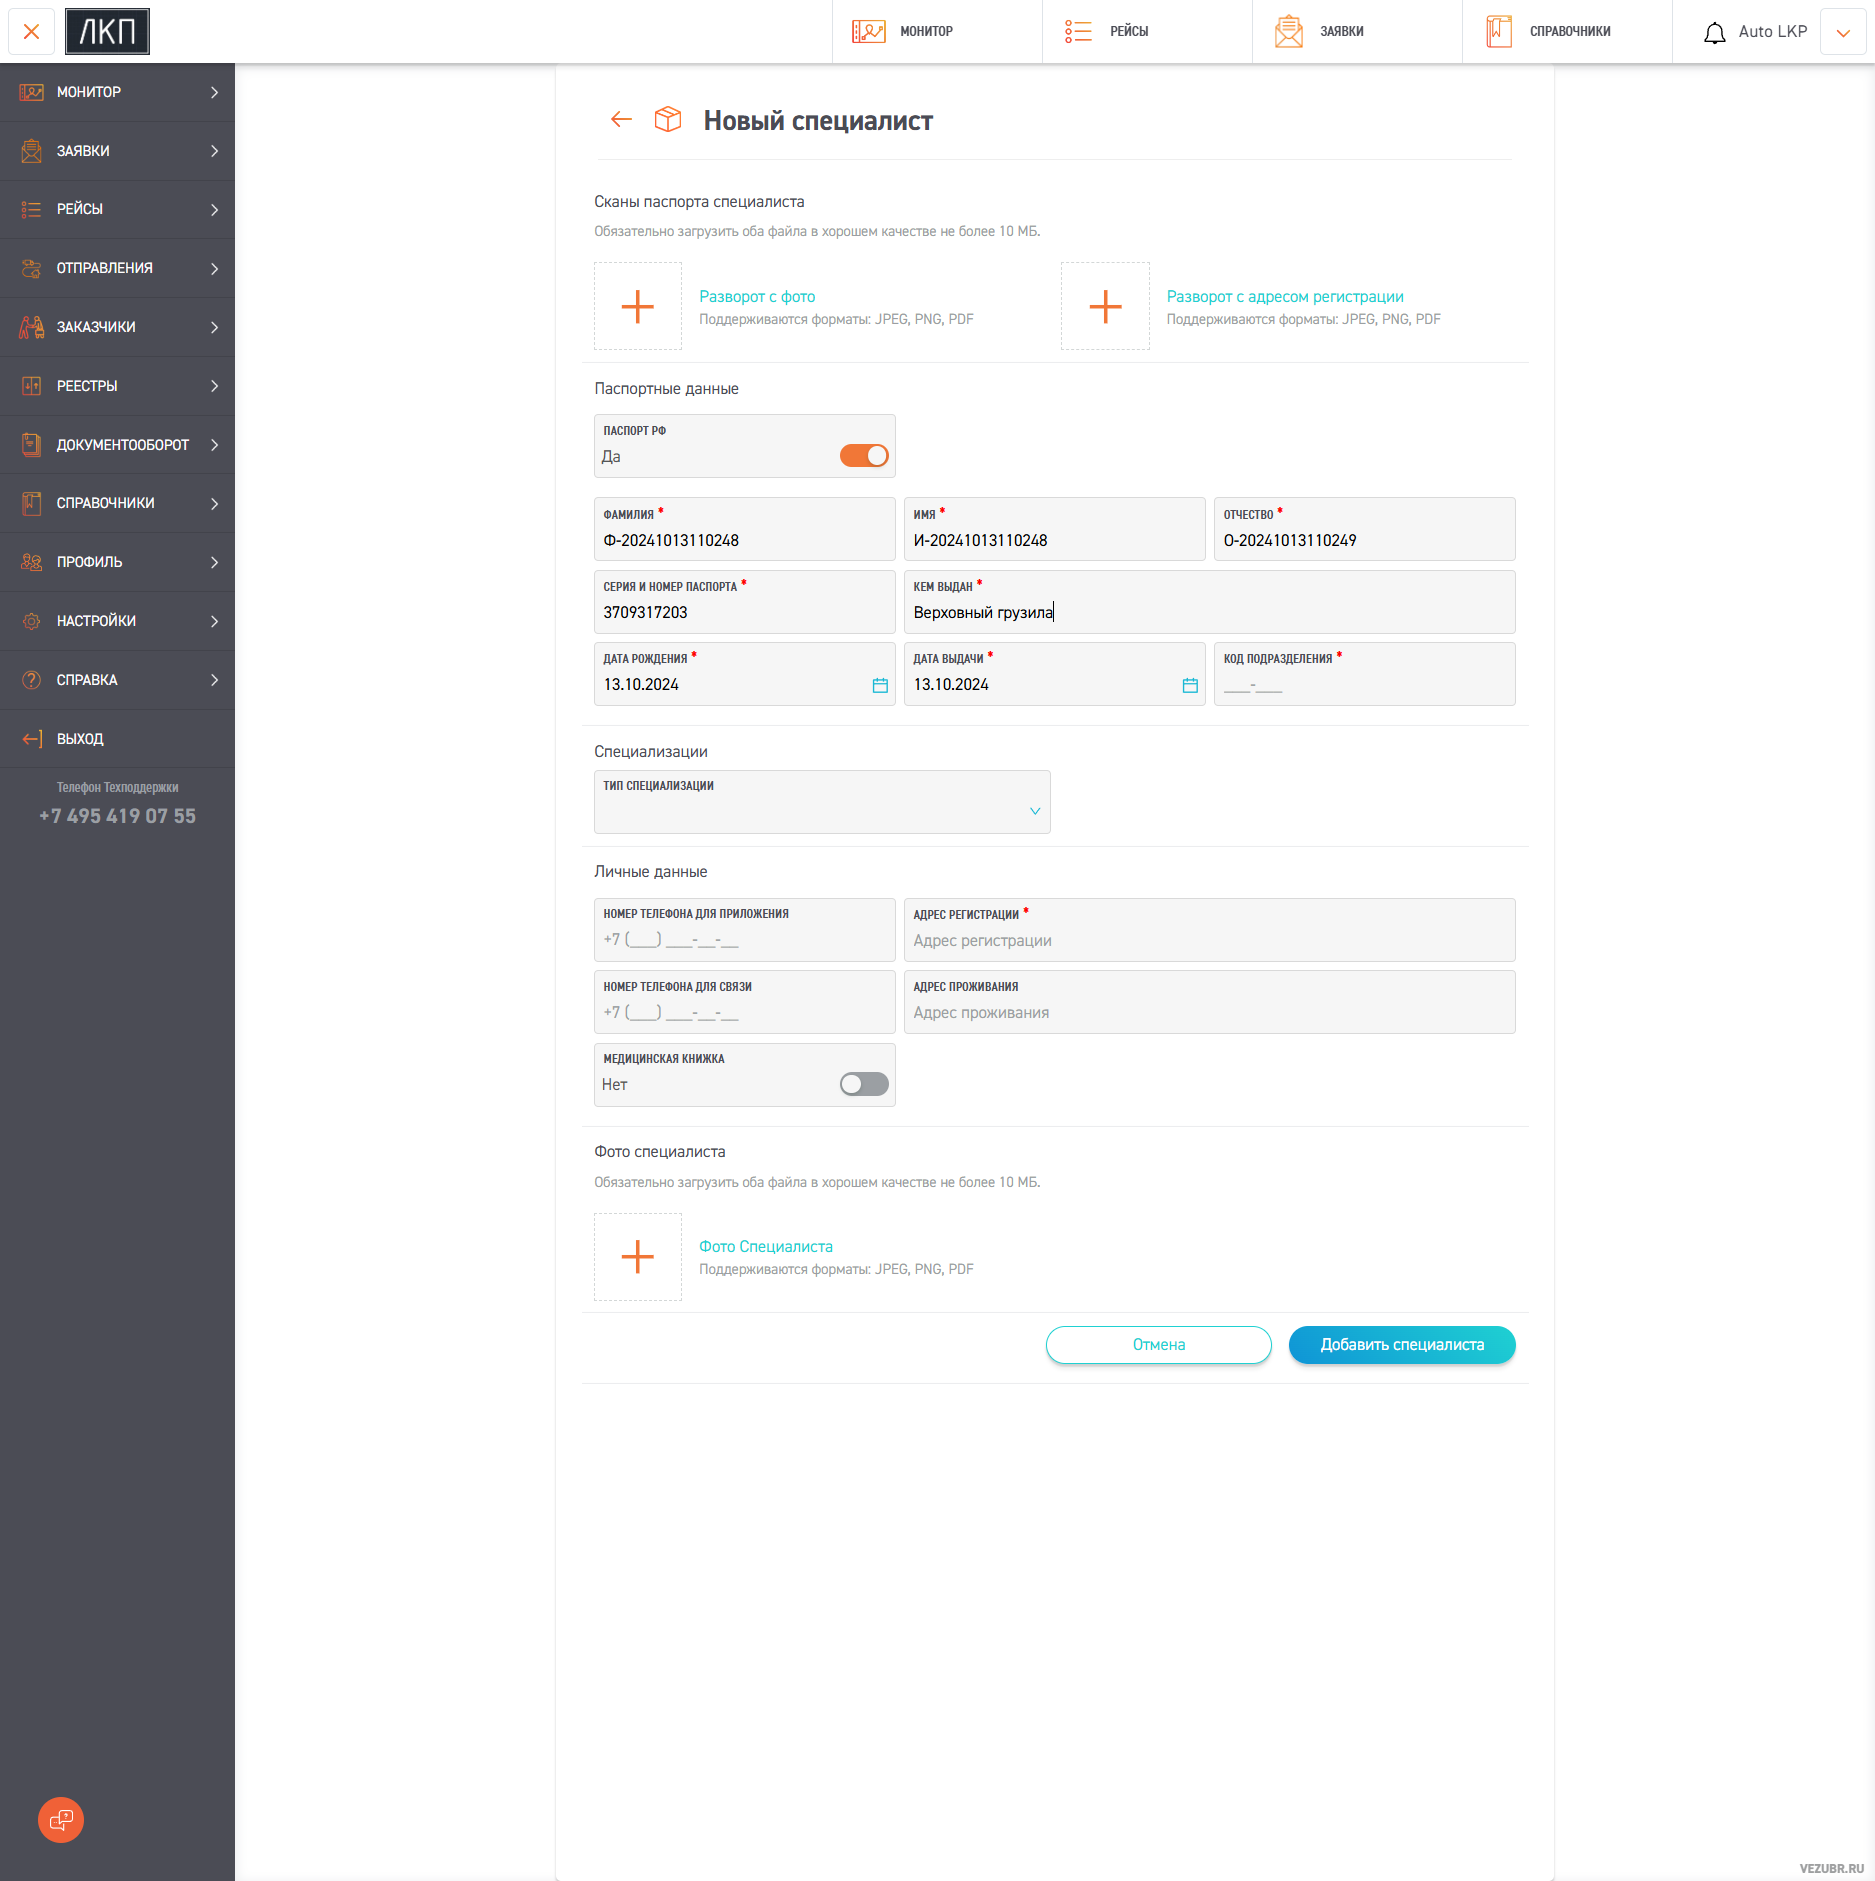 ЛКП
МОНИТОР
РЕЙСЫ
ЗАЯВКИ
СПРАВОЧНИКИ
Auto LKP
МОНИТОР
ЗАЯВКИ
РЕЙСЫ
ОТПРАВЛЕНИЯ
ЗАКАЗЧИКИ
РЕЕСТРЫ
ДОКУМЕНТООБОРОТ
СПРАВОЧНИКИ
ПРОФИЛЬ
НАСТРОЙКИ
СПРАВКА
ВЫХОД
Телефон Техподдержки
+7 495 419 07 55
Новый специалист
Сканы паспорта специалиста
Обязательно загрузить оба файла в хорошем качестве не более 10 МБ.
Разворот с фото
Поддерживаются форматы: JPEG, PNG, PDF
Разворот с адресом регистрации
Поддерживаются форматы: JPEG, PNG, PDF
Паспортные данные
ПАСПОРТ РФ
Да
ФАМИЛИЯ *
Ф-20241013110248
ИМЯ *
И-20241013110248
ОТЧЕСТВО *
О-20241013110249
СЕРИЯ И НОМЕР ПАСПОРТА *
3709317203
КЕМ ВЫДАН *
Верховный грузила
ДАТА РОЖДЕНИЯ *
13.10.2024
ДАТА ВЫДАЧИ *
13.10.2024
КОД ПОДРАЗДЕЛЕНИЯ *
___-___
Специализации
ТИП СПЕЦИАЛИЗАЦИИ
Личные данные
НОМЕР ТЕЛЕФОНА ДЛЯ ПРИЛОЖЕНИЯ
+7 (___) ___-__-__
АДРЕС РЕГИСТРАЦИИ *
Адрес регистрации
НОМЕР ТЕЛЕФОНА ДЛЯ СВЯЗИ
+7 (___) ___-__-__
АДРЕС ПРОЖИВАНИЯ
Адрес проживания
МЕДИЦИНСКАЯ КНИЖКА
Нет
Фото специалиста
Обязательно загрузить оба файла в хорошем качестве не более 10 МБ.
Фото Специалиста
Поддерживаются форматы: JPEG, PNG, PDF
Отмена
Добавить специалиста
VEZUBR.RU